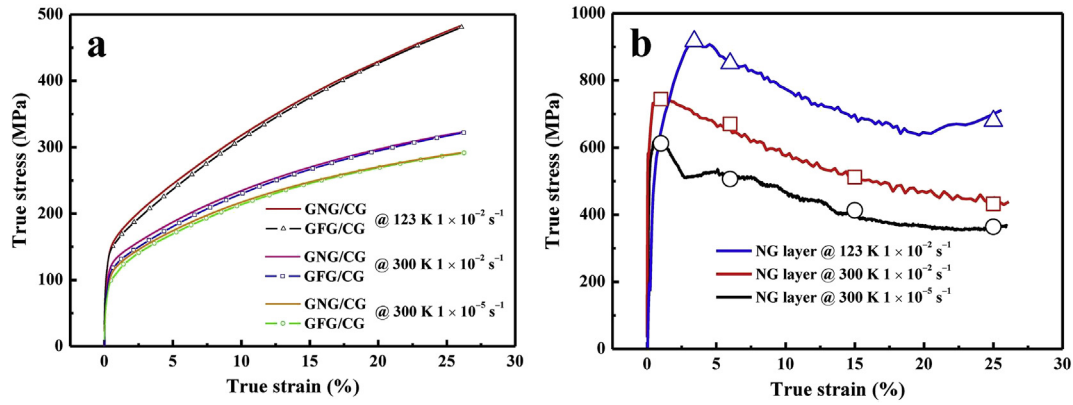 a
500
400
300
200
100
0
True stress (MPa)
GNG/CG
GFG/CG
@ 123 K 1 × 10⁻² s⁻¹
GNG/CG
GFG/CG
@ 300 K 1 × 10⁻² s⁻¹
GNG/CG
GFG/CG
@ 300 K 1 × 10⁻⁵ s⁻¹
0 5 10 15 20 25 30
True strain (%)
b
1000
800
600
400
200
0
True stress (MPa)
NG layer @ 123 K 1 × 10⁻² s⁻¹
NG layer @ 300 K 1 × 10⁻² s⁻¹
NG layer @ 300 K 1 × 10⁻⁵ s⁻¹
0 5 10 15 20 25 30
True strain (%)